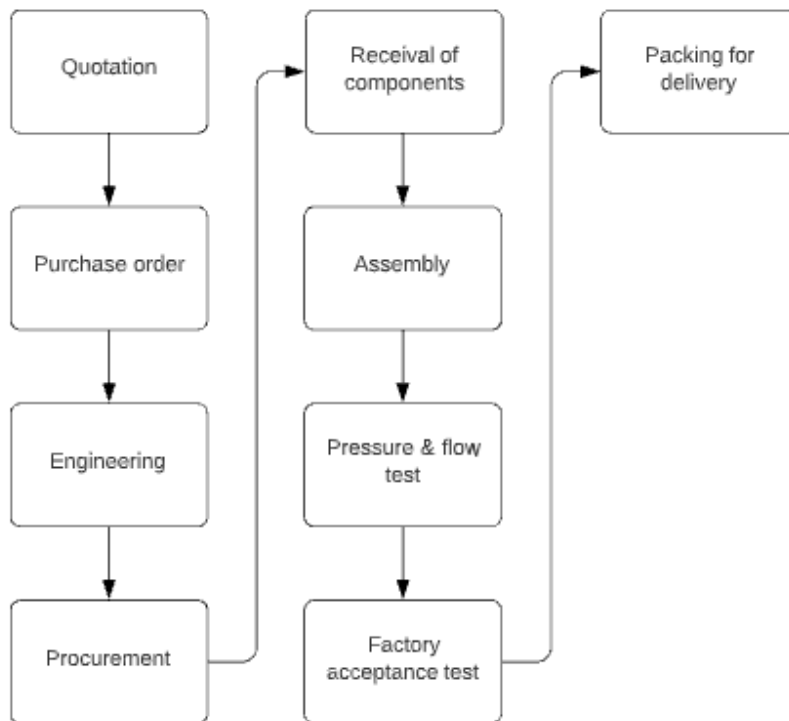 Quotation
Purchase order
Engineering
Procurement
Receival of
components
Assembly
Pressure & flow
test
Factory
acceptance test
Packing for
delivery